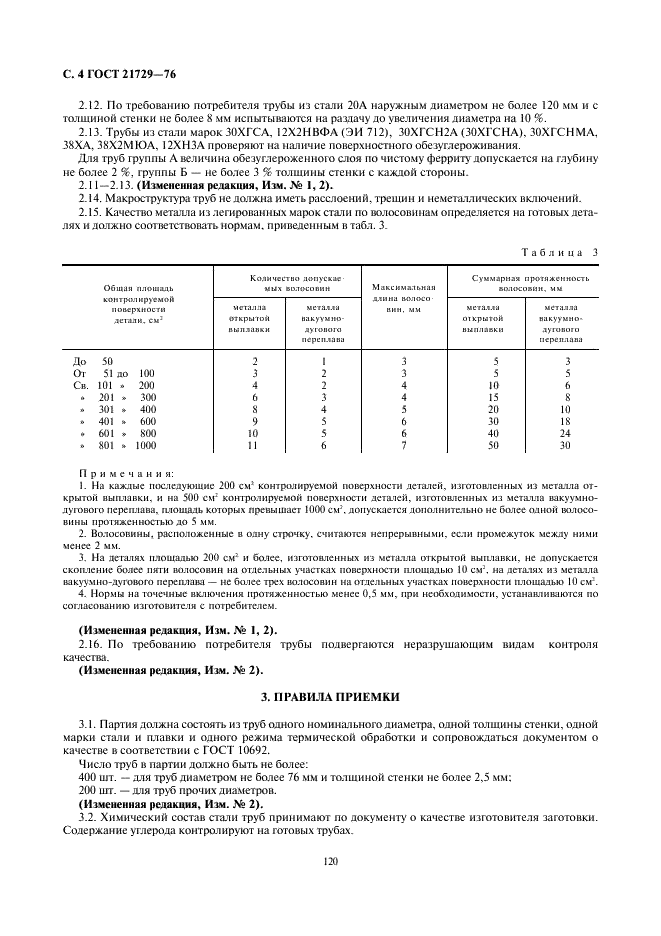 С. 4 ГОСТ 21729—76
2.12. По требованию потребителя трубы из стали 20А наружным диаметром не более 120 мм и с
толщиной стенки не более 8 мм испытываются на раздачу до увеличения диаметра на 10 %.
2.13. Трубы из стали марок 30ХГСА, 12Х2НВФА (ЭИ 712), 30ХГСН2А (30ХГСНА), 30ХГСНМА,
38ХА, 38Х2МЮА, 12ХН3А проверяют на наличие поверхностного обезуглероживания.
Для труб группы А величина обезуглероженного слоя по чистому ферриту допускается на глубину
не более 2 %, группы Б — не более 3 % толщины стенки с каждой стороны.
2.11—2.13. (Измененная редакция, Изм. № 1, 2).
2.14. Макроструктура труб не должна иметь расслоений, трещин и неметаллических включений.
2.15. Качество металла из легированных марок стали по волосовинам определяется на готовых дета-
лях и должно соответствовать нормам, приведенным в табл. 3.
Таблица 3
Общая площадь
контролируемой
поверхности
детали, см²
Количество допускае-
мых волосовин
Максимальная
длина волосо-
вин, мм
Суммарная протяженность
волосовин, мм
металла
открытой
выплавки
металла
вакуумно-
дугового
переплава
металла
открытой
выплавки
металла
вакуумно-
дугового
переплава
До 50 2 1 3 5 3
От 51 до 100 3 2 3 5 5
Св. 101 » 200 4 2 4 10 6
» 201 » 300 6 3 4 15 8
» 301 » 400 8 4 5 20 10
» 401 » 600 9 5 6 30 18
» 601 » 800 10 5 6 40 24
» 801 » 1000 11 6 7 50 30
Примечания:
1. На каждые последующие 200 см² контролируемой поверхности деталей, изготовленных из металла от-
крытой выплавки, и на 500 см² контролируемой поверхности деталей, изготовленных из металла вакуумно-
дугового переплава, площадь которых превышает 1000 см², допускается дополнительно не более одной волосо-
вины протяженностью до 5 мм.
2. Волосовины, расположенные в одну строчку, считаются непрерывными, если промежуток между ними
менее 2 мм.
3. На деталях площадью 200 см² и более, изготовленных из металла открытой выплавки, не допускается
скопление более пяти волосовин на отдельных участках поверхности площадью 10 см², на деталях из металла
вакуумно-дугового переплава — не более трех волосовин на отдельных участках поверхности площадью 10 см².
4. Нормы на точечные включения протяженностью менее 0,5 мм, при необходимости, устанавливаются по
согласованию изготовителя с потребителем.
(Измененная редакция, Изм. № 1, 2).
2.16. По требованию потребителя трубы подвергаются неразрушающим видам контроля
качества.
(Измененная редакция, Изм. № 2).
3. ПРАВИЛА ПРИЕМКИ
3.1. Партия должна состоять из труб одного номинального диаметра, одной толщины стенки, одной
марки стали и плавки и одного режима термической обработки и сопровождаться документом о
качестве в соответствии с ГОСТ 10692.
Число труб в партии должно быть не более:
400 шт. — для труб диаметром не более 76 мм и толщиной стенки не более 2,5 мм;
200 шт. — для труб прочих диаметров.
(Измененная редакция, Изм. № 2).
3.2. Химический состав стали труб принимают по документу о качестве изготовителя заготовки.
Содержание углерода контролируют на готовых трубах.
120